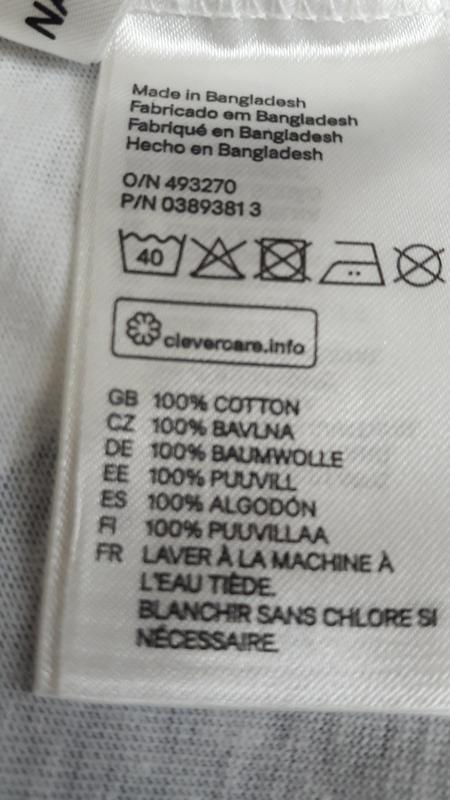 NA
Made in Bangladesh
Fabricado em Bangladesh
Fabriqué en Bangladesh
Hecho en Bangladesh
O/N 493270
P/N 03893813
40
clevercare.info
GB 100% COTTON
CZ 100% BAVLNA
DE 100% BAUMWOLLE
EE 100% PUUVILL
ES 100% ALGODÓN
FI 100% PUUVILLAA
FR LAVER À LA MACHINE À
L'EAU TIÈDE.
BLANCHIR SANS CHLORE SI
NÉCESSAIRE.